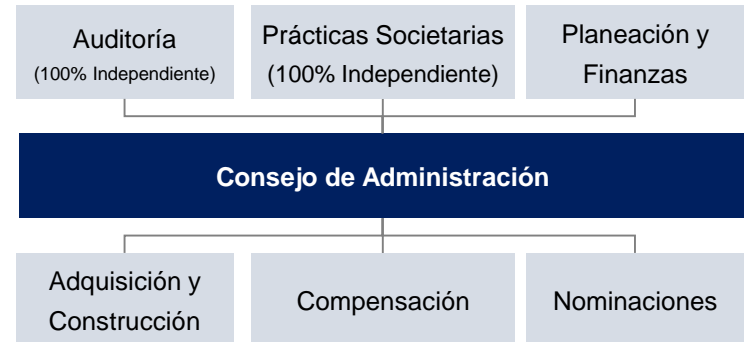 Auditoría
(100% Independiente)
Prácticas Societarias
(100% Independiente)
Planeación y
Finanzas
Consejo de Administración
Adquisición y
Construcción
Compensación
Nominaciones